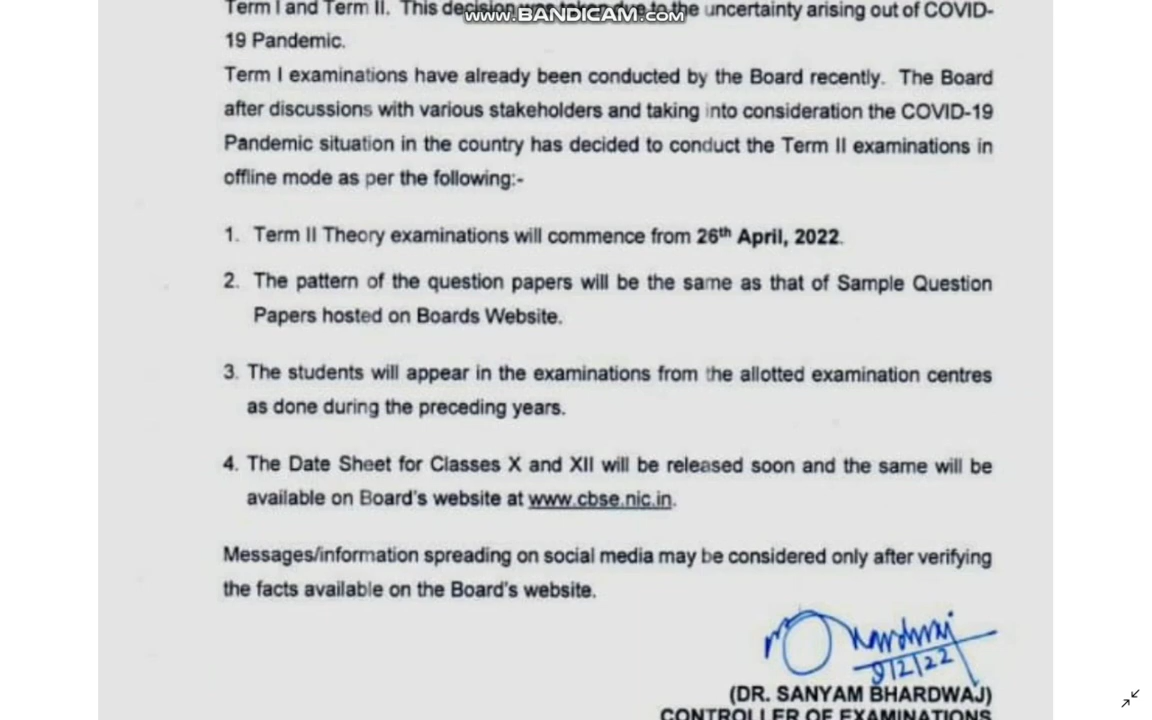 Term I and Term II. This decision was taken due to the uncertainty arising out of COVID-
www.BANDICAM.com
19 Pandemic.
Term I examinations have already been conducted by the Board recently. The Board
after discussions with various stakeholders and taking into consideration the COVID-19
Pandemic situation in the country has decided to conduct the Term II examinations in
offline mode as per the following:-
1. Term II Theory examinations will commence from 26th April, 2022.
2. The pattern of the question papers will be the same as that of Sample Question
Papers hosted on Boards Website.
3. The students will appear in the examinations from the allotted examination centres
as done during the preceding years.
4. The Date Sheet for Classes X and XII will be released soon and the same will be
available on Board's website at www.cbse.nic.in.
Messages/information spreading on social media may be considered only after verifying
the facts available on the Board's website.
9/2/22
(DR. SANYAM BHARDWAJ)
CONTROLLER OF EXAMINATIONS